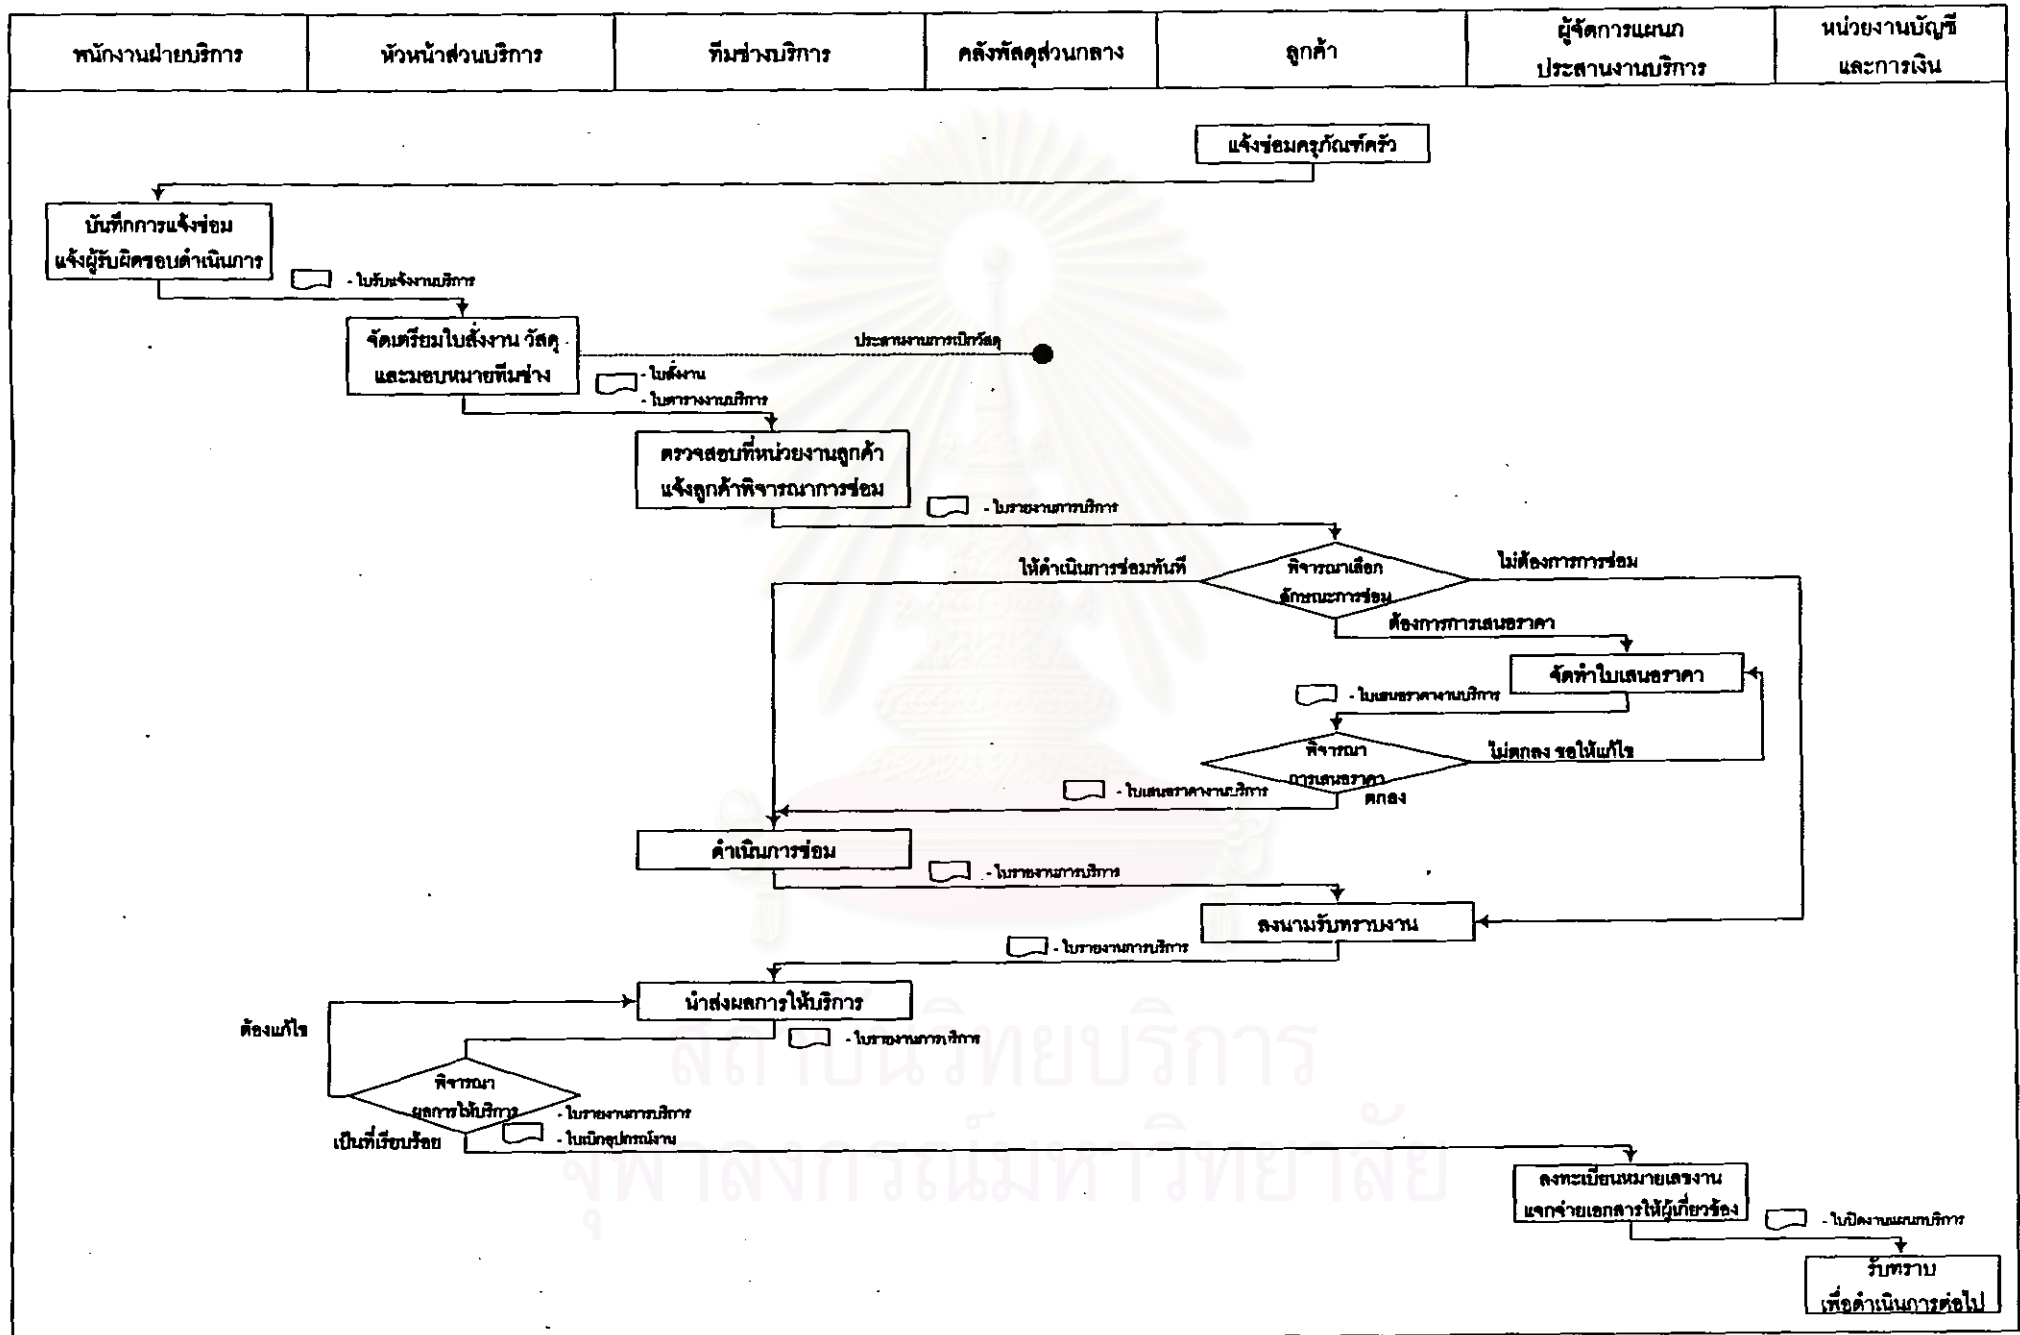 พนักงานฝ่ายบริการ
หัวหน้าส่วนบริการ
ทีมช่างบริการ
คลังพัสดุส่วนกลาง
ลูกค้า
ผู้จัดการแผนก
ประสานงานบริการ
หน่วยงานบัญชี
และการเงิน
แจ้งซ่อมครุภัณฑ์ครัว
บันทึกการแจ้งซ่อม
แจ้งผู้รับผิดชอบดำเนินการ
- ใบรับแจ้งงานบริการ
จัดเตรียมใบสั่งงาน วัสดุ
และมอบหมายทีมช่าง
ประสานงานการเบิกวัสดุ
- ใบสั่งงาน
- ใบตารางงานบริการ
ตรวจสอบที่หน่วยงานลูกค้า
แจ้งลูกค้าพิจารณาการซ่อม
- ใบรายงานการบริการ
ให้ดำเนินการซ่อมทันที
พิจารณาเลือก
ลักษณะการซ่อม
ไม่ต้องการการซ่อม
ต้องการการเสนอราคา
จัดทำใบเสนอราคา
- ใบเสนอราคางานบริการ
พิจารณา
การเสนอราคา
ไม่ตกลง ขอให้แก้ไข
- ใบเสนอราคางานบริการ
ตกลง
ดำเนินการซ่อม
- ใบรายงานการบริการ
ลงนามรับทราบงาน
- ใบรายงานการบริการ
นำส่งผลการให้บริการ
ต้องแก้ไข
- ใบรายงานการบริการ
พิจารณา
ผลการให้บริการ
- ใบรายงานการบริการ
เป็นที่เรียบร้อย
- ใบเบิกอุปกรณ์งาน
ลงทะเบียนหมายเลขงาน
แจกจ่ายเอกสารให้ผู้เกี่ยวข้อง
- ใบปิดงานแผนกบริการ
รับทราบ
เพื่อดำเนินการต่อไป
สถาบันวิทยบริการ
จุฬาลงกรณ์มหาวิทยาลัย